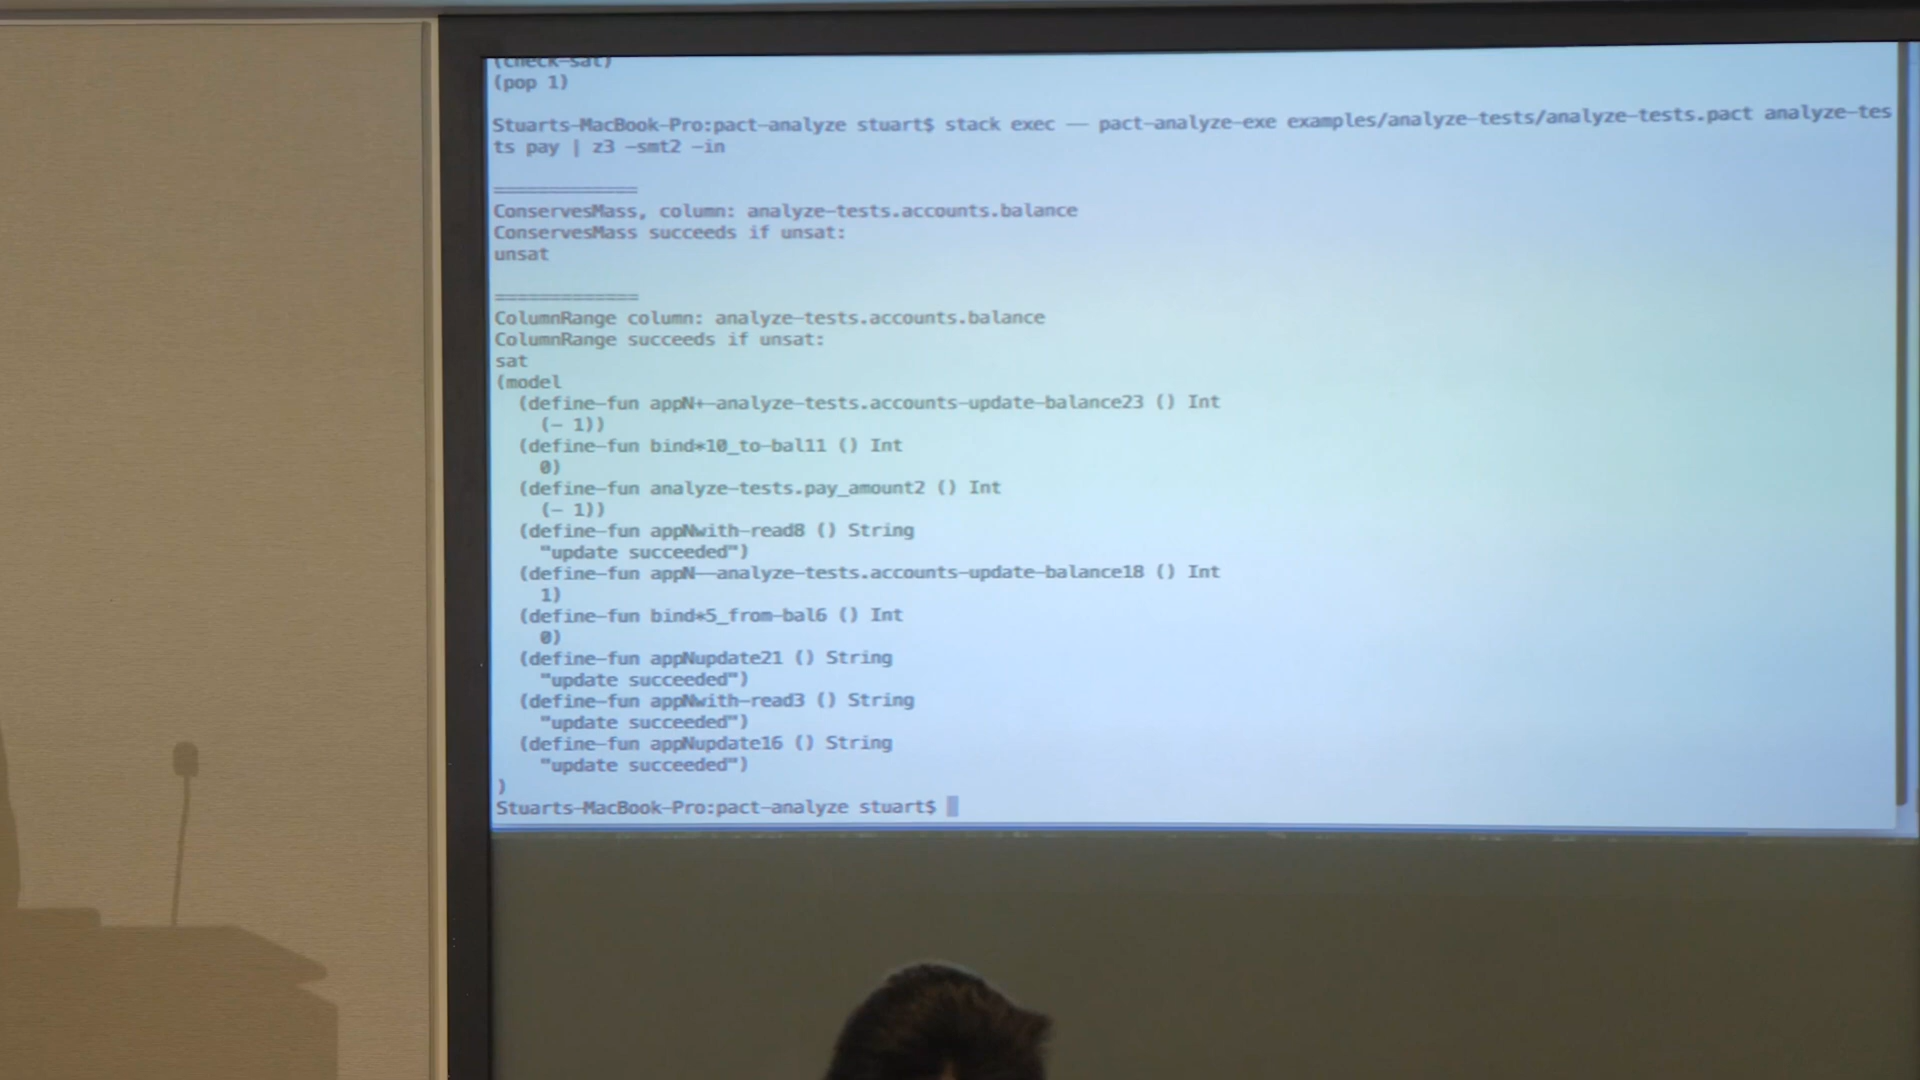 (check-sat)
(pop 1)
Stuarts-MacBook-Pro:pact-analyze stuart$ stack exec — pact-analyze-exe examples/analyze-tests/analyze-tests.pact analyze-tes
ts pay | z3 -smt2 -in
=============
ConservesMass, column: analyze-tests.accounts.balance
ConservesMass succeeds if unsat:
unsat
=============
ColumnRange column: analyze-tests.accounts.balance
ColumnRange succeeds if unsat:
sat
(model
(define-fun appN+-analyze-tests.accounts-update-balance23 () Int
(- 1))
(define-fun bind*10_to-bal11 () Int
0)
(define-fun analyze-tests.pay_amount2 () Int
(- 1))
(define-fun appNwith-read8 () String
"update succeeded")
(define-fun appN--analyze-tests.accounts-update-balance18 () Int
1)
(define-fun bind*5_from-bal6 () Int
0)
(define-fun appNupdate21 () String
"update succeeded")
(define-fun appNwith-read3 () String
"update succeeded")
(define-fun appNupdate16 () String
"update succeeded")
)
Stuarts-MacBook-Pro:pact-analyze stuart$